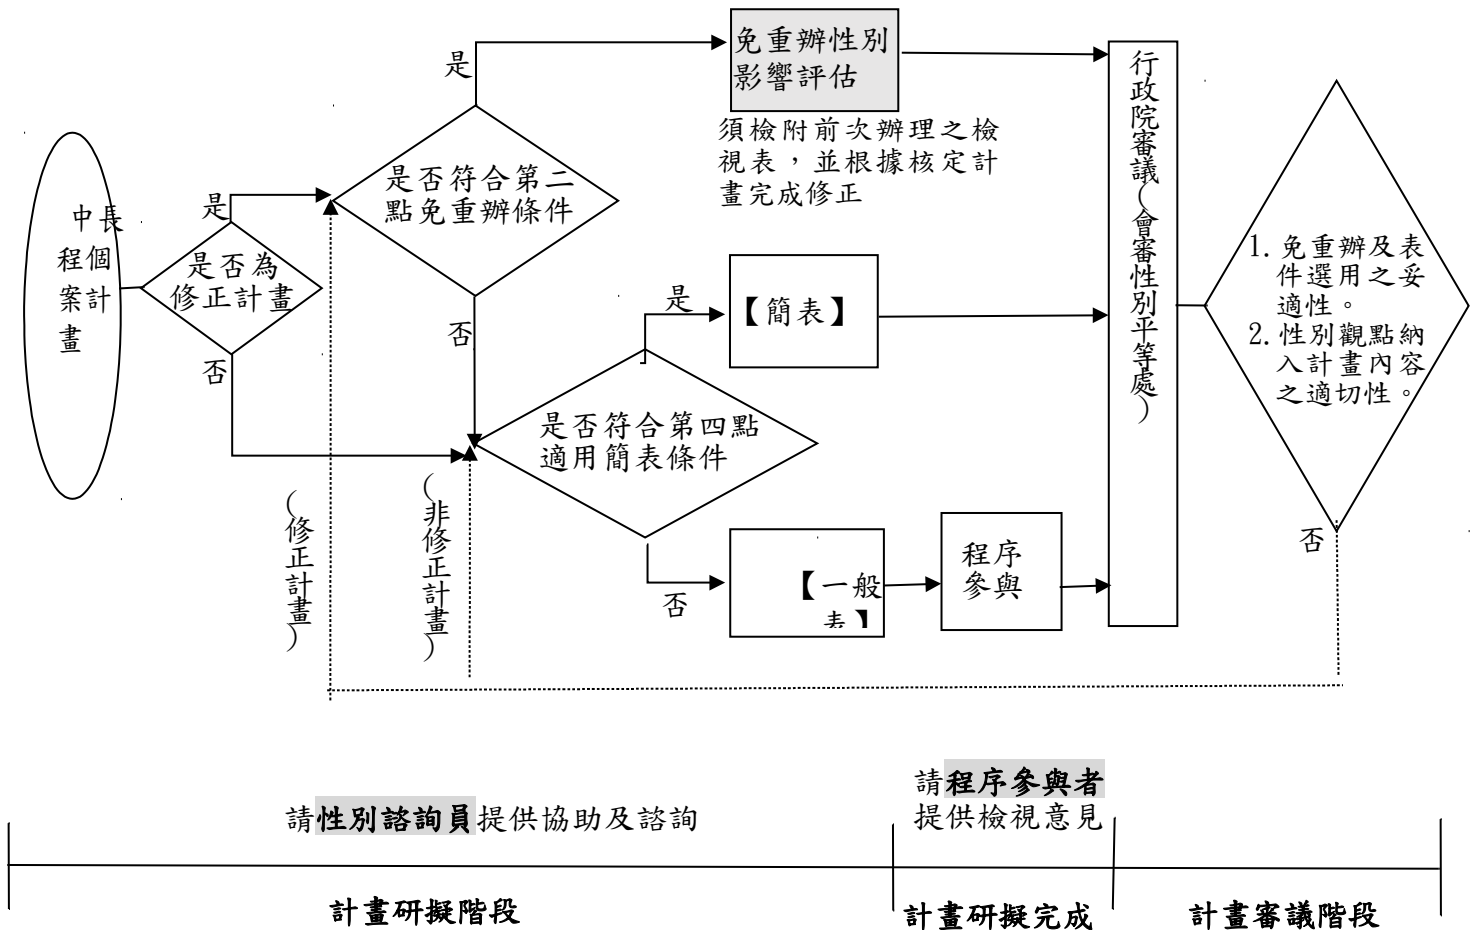 中長
程個
案計
畫
是
是否為
修正計畫
否
是
是否符合第二
點免重辦條件
否
免重辦性別
影響評估
須檢附前次辦理之檢
視表，並根據核定計
畫完成修正
是
【簡表】
是否符合第四點
適用簡表條件
否
【一般
表】
程序
參與
行政院審議(會審性別平等處)
1. 免重辦及表
件選用之妥
適性。
2. 性別觀點納
入計畫內容
之適切性。
否
(修正計畫)
(非修正計畫)
請性別諮詢員提供協助及諮詢
請程序參與者
提供檢視意見
計畫研擬階段
計畫研擬完成
計畫審議階段